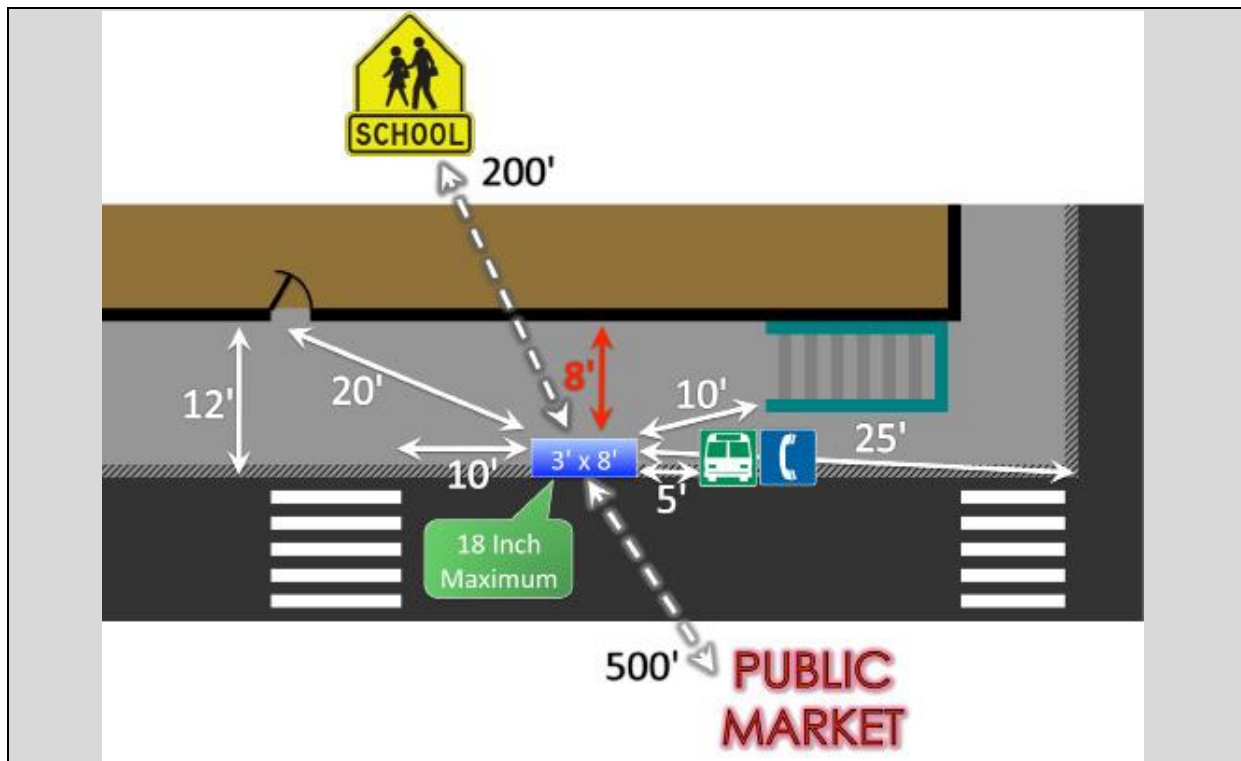 SCHOOL
200'
12'
20'
8'
10'
25'
10'
3' x 8'
5'
18 Inch
Maximum
500'
PUBLIC
MARKET